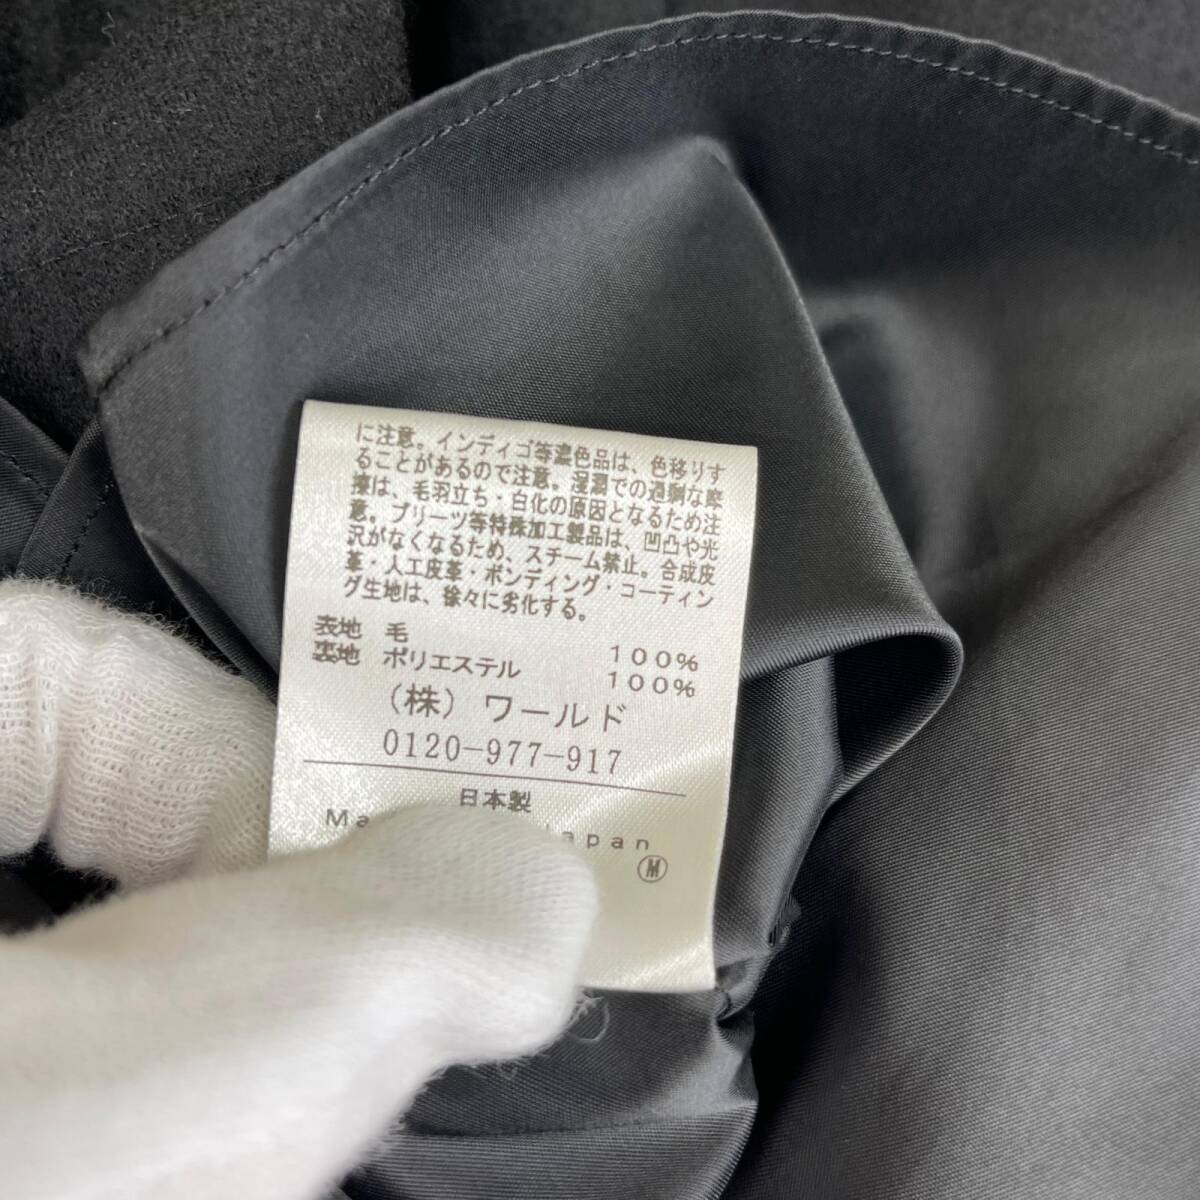 に注意。インディゴ等濃色品は、色移りす
ることがあるので注意。湿潤での過剰な摩
擦は、毛羽立ち・白化の原因となるため注
意。プリーツ等特殊加工製品は、凹凸や光
沢がなくなるため、スチーム禁止。合成皮
革・人工皮革・ボンディング・コーティン
グ生地は、徐々に劣化する。
表地 毛 100%
裏地 ポリエステル 100%
(株) ワールド
0120-977-917
日本製
Ma apan
M